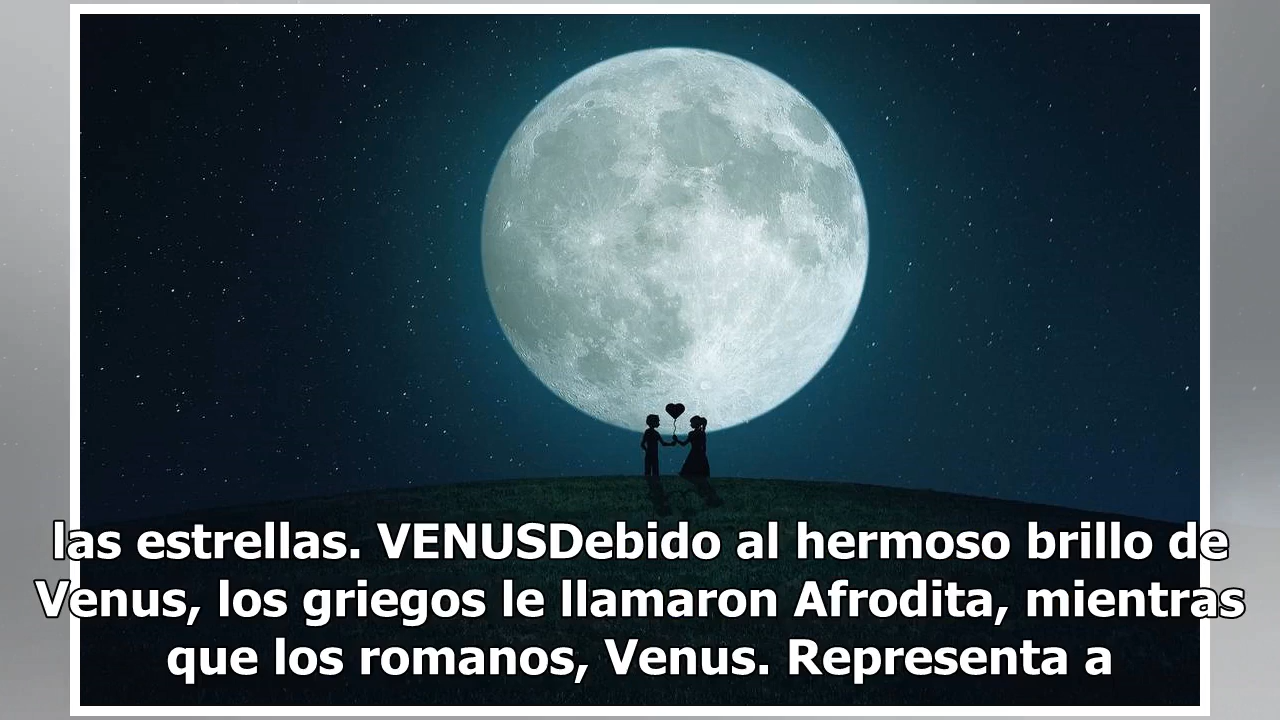 las estrellas. VENUSDebido al hermoso brillo de
Venus, los griegos le llamaron Afrodita, mientras
que los romanos, Venus. Representa a